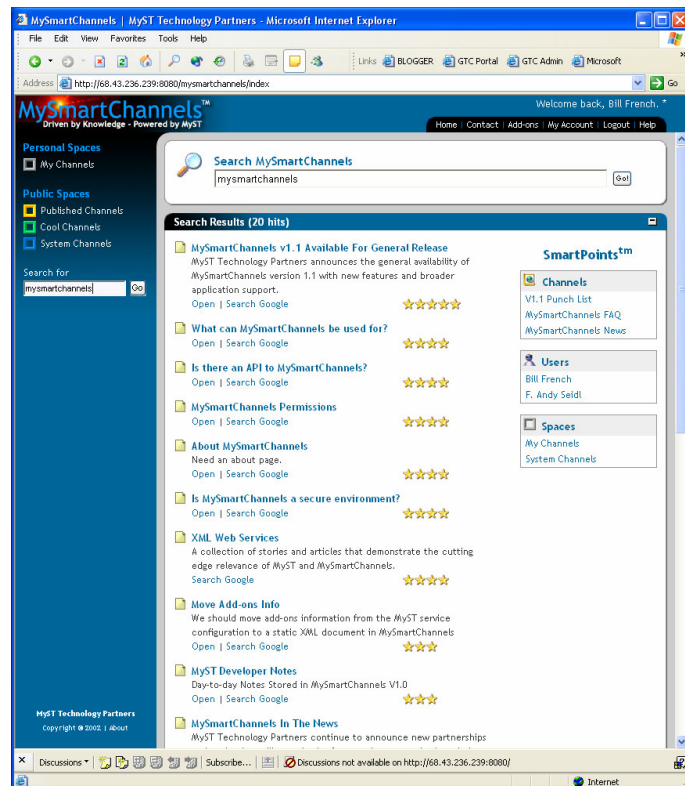 MySmartChannels | MyST Technology Partners - Microsoft Internet Explorer
File Edit View Favorites Tools Help
Links BLOGGER GTC Portal GTC Admin Microsoft »
Address http://68.43.236.239:8080/mysmartchannels/index Go
MySmartChannels™
Driven by Knowledge - Powered by MyST
Welcome back, Bill French. *
Home | Contact | Add-ons | My Account | Logout | Help
Personal Spaces
My Channels
Public Spaces
Published Channels
Cool Channels
System Channels
Search for
mysmartchannels Go
MyST Technology Partners
Copyright © 2002 | About
Search MySmartChannels
mysmartchannels Go!
Search Results (20 hits)
MySmartChannels v1.1 Available For General Release
MyST Technology Partners announces the general availability of
MySmartChannels version 1.1 with new features and broader
application support.
Open | Search Google
What can MySmartChannels be used for?
Open | Search Google
Is there an API to MySmartChannels?
Open | Search Google
MySmartChannels Permissions
Open | Search Google
About MySmartChannels
Need an about page.
Open | Search Google
Is MySmartChannels a secure environment?
Open | Search Google
XML Web Services
A collection of stories and articles that demonstrate the cutting
edge relevance of MyST and MySmartChannels.
Search Google
Move Add-ons Info
We should move add-ons information from the MyST service
configuration to a static XML document in MySmartChannels
Open | Search Google
MyST Developer Notes
Day-to-day Notes Stored in MySmartChannels V1.0
Open | Search Google
MySmartChannels In The News
MyST Technology Partners continue to announce new partnerships
SmartPoints™
Channels
V1.1 Punch List
MySmartChannels FAQ
MySmartChannels News
Users
Bill French
F. Andy Seidl
Spaces
My Channels
System Channels
Discussions Subscribe... Discussions not available on http://68.43.236.239:8080/
Internet